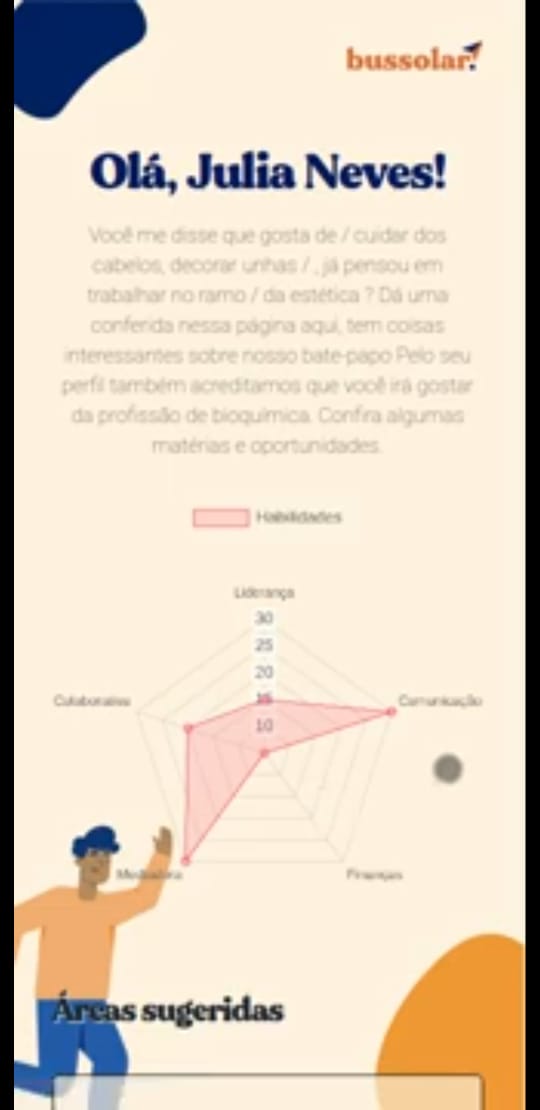 bussolar
Olá, Julia Neves!
Você me disse que gosta de / cuidar dos
cabelos, decorar unhas / , já pensou em
trabalhar no ramo / da estética ? Dá uma
conferida nessa página aqui, tem coisas
interessantes sobre nosso bate-papo Pelo seu
perfil também acreditamos que você irá gostar
da profissão de bioquímica. Confira algumas
matérias e oportunidades.
Habilidades
Liderança
30
25
20
15
10
Colaborativa
Comunicação
Mediadora
Finanças
Áreas sugeridas